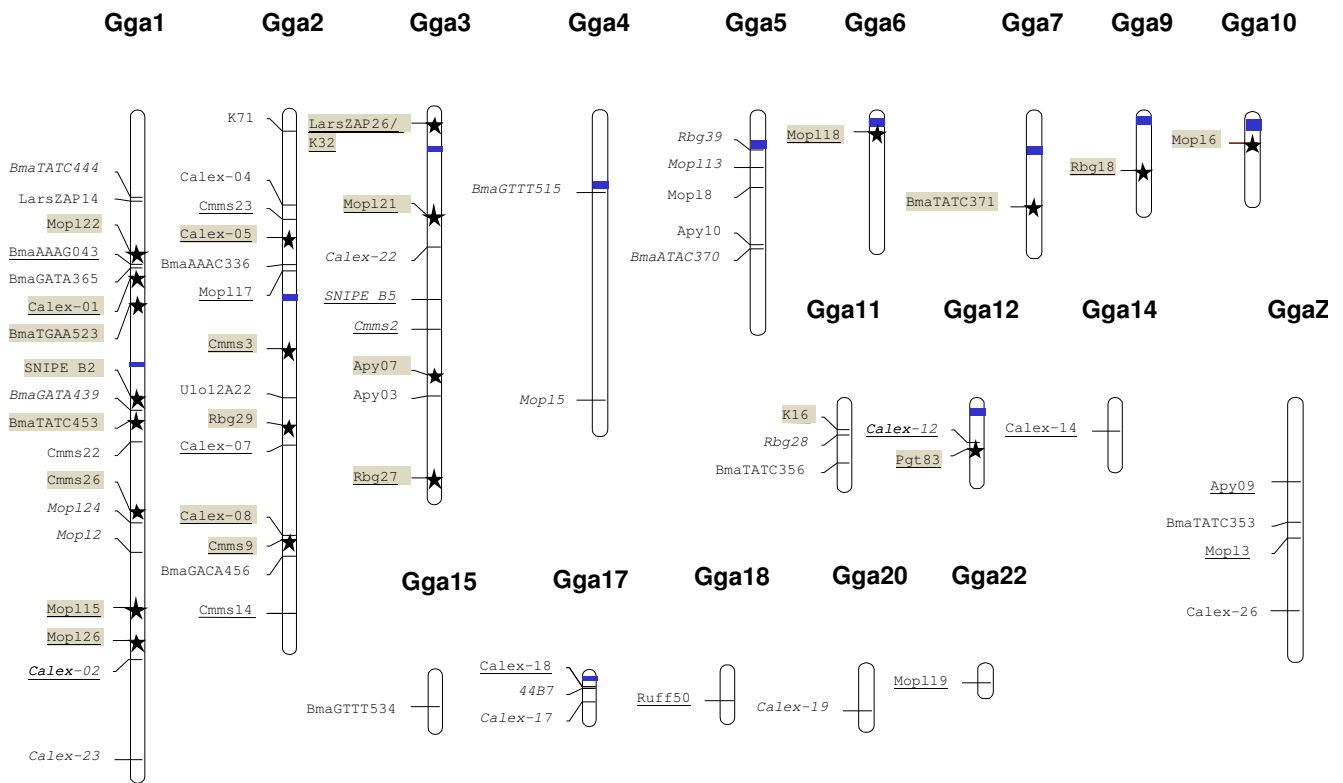 Gga1
Gga2
Gga3
Gga4
Gga5
Gga6
Gga7
Gga9
Gga10
BmaTATC444
LarsZAP14
Mopl22
BmaAAAG043
BmaGATA365
Calex-01
BmaTGAA523
SNIPE B2
BmaGATA439
BmaTATC453
Cmms22
Cmms26
Mopl24
Mopl2
Mopl15
Mopl26
Calex-02
Calex-23
K71
Calex-04
Cmms23
Calex-05
BmaAAAC336
Mopl17
Cmms3
Ulo12A22
Rbg29
Calex-07
Calex-08
Cmms9
BmaGACA456
Cmms14
LarsZAP26/
K32
Mopl21
Calex-22
SNIPE B5
Cmms2
Apy07
Apy03
Rbg27
BmaGTTT515
Mopl5
Rbg39
Mopl13
Mopl8
Apy10
BmaATAC370
Mopl18
BmaTATC371
Rbg18
Mopl6
Gga11
Gga12
Gga14
GgaZ
K16
Rbg28
BmaTATC356
Calex-12
Pgt83
Calex-14
Apy09
BmaTATC353
Mopl3
Calex-26
Gga15
Gga17
Gga18
Gga20
Gga22
BmaGTTT534
Calex-18
44B7
Calex-17
Ruff50
Calex-19
Mopl19